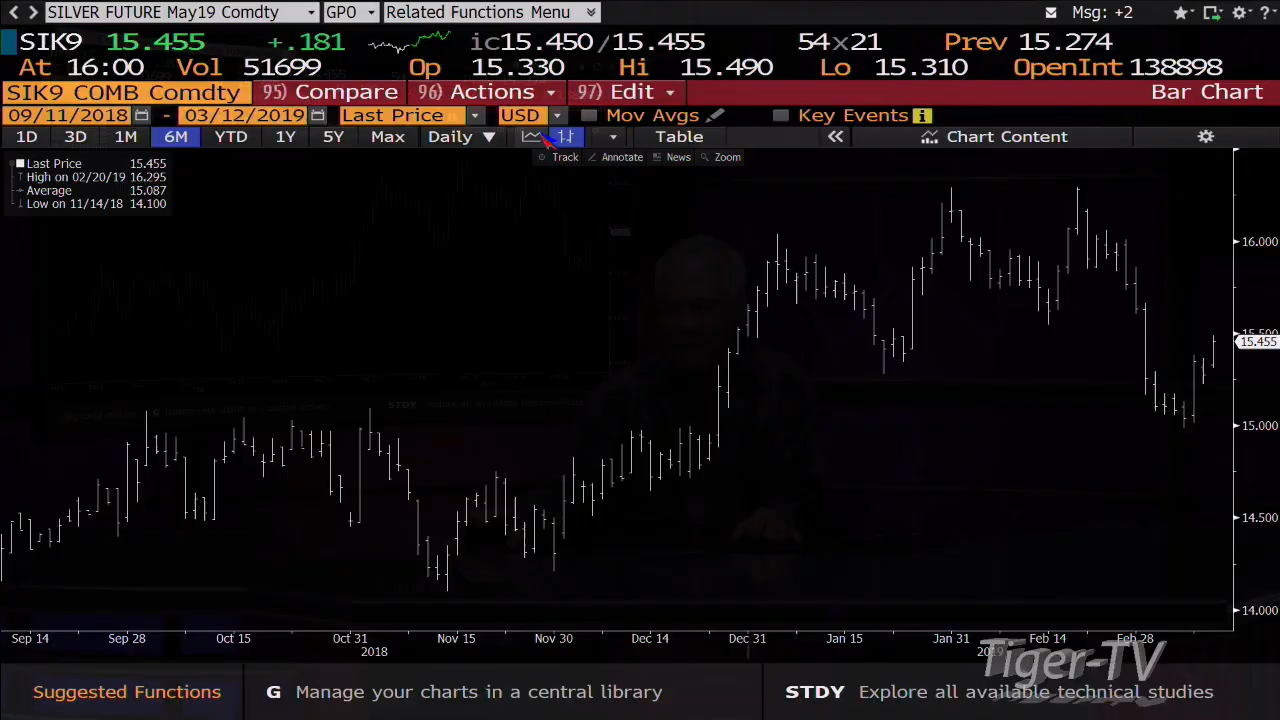 SILVER FUTURE May19 Comdty GPO Related Functions Menu Msg: +2 ?
SIK9 15.455 +.181 ic15.450/15.455 54x21 Prev 15.274
At 16:00 Vol 51699 Op 15.330 Hi 15.490 Lo 15.310 OpenInt 138898
SIK9 COMB Comdty 95) Compare 96) Actions 97) Edit Bar Chart
09/11/2018 - 03/12/2019 Last Price USD Mov Avgs Key Events i
1D 3D 1M 6M YTD 1Y 5Y Max Daily Table Chart Content
Track Annotate News Zoom
Last Price 15.455
High on 02/20/19 16.295
Average 15.087
Low on 11/14/18 14.100
16.000
15.500
15.455
15.000
14.500
14.000
Sep 14 Sep 28 Oct 15 Oct 31 Nov 15 Nov 30 Dec 14 Dec 31 Jan 15 Jan 31 Feb 14 Feb 28
2018 2019
Tiger-TV
Suggested Functions G Manage your charts in a central library STDY Explore all available technical studies